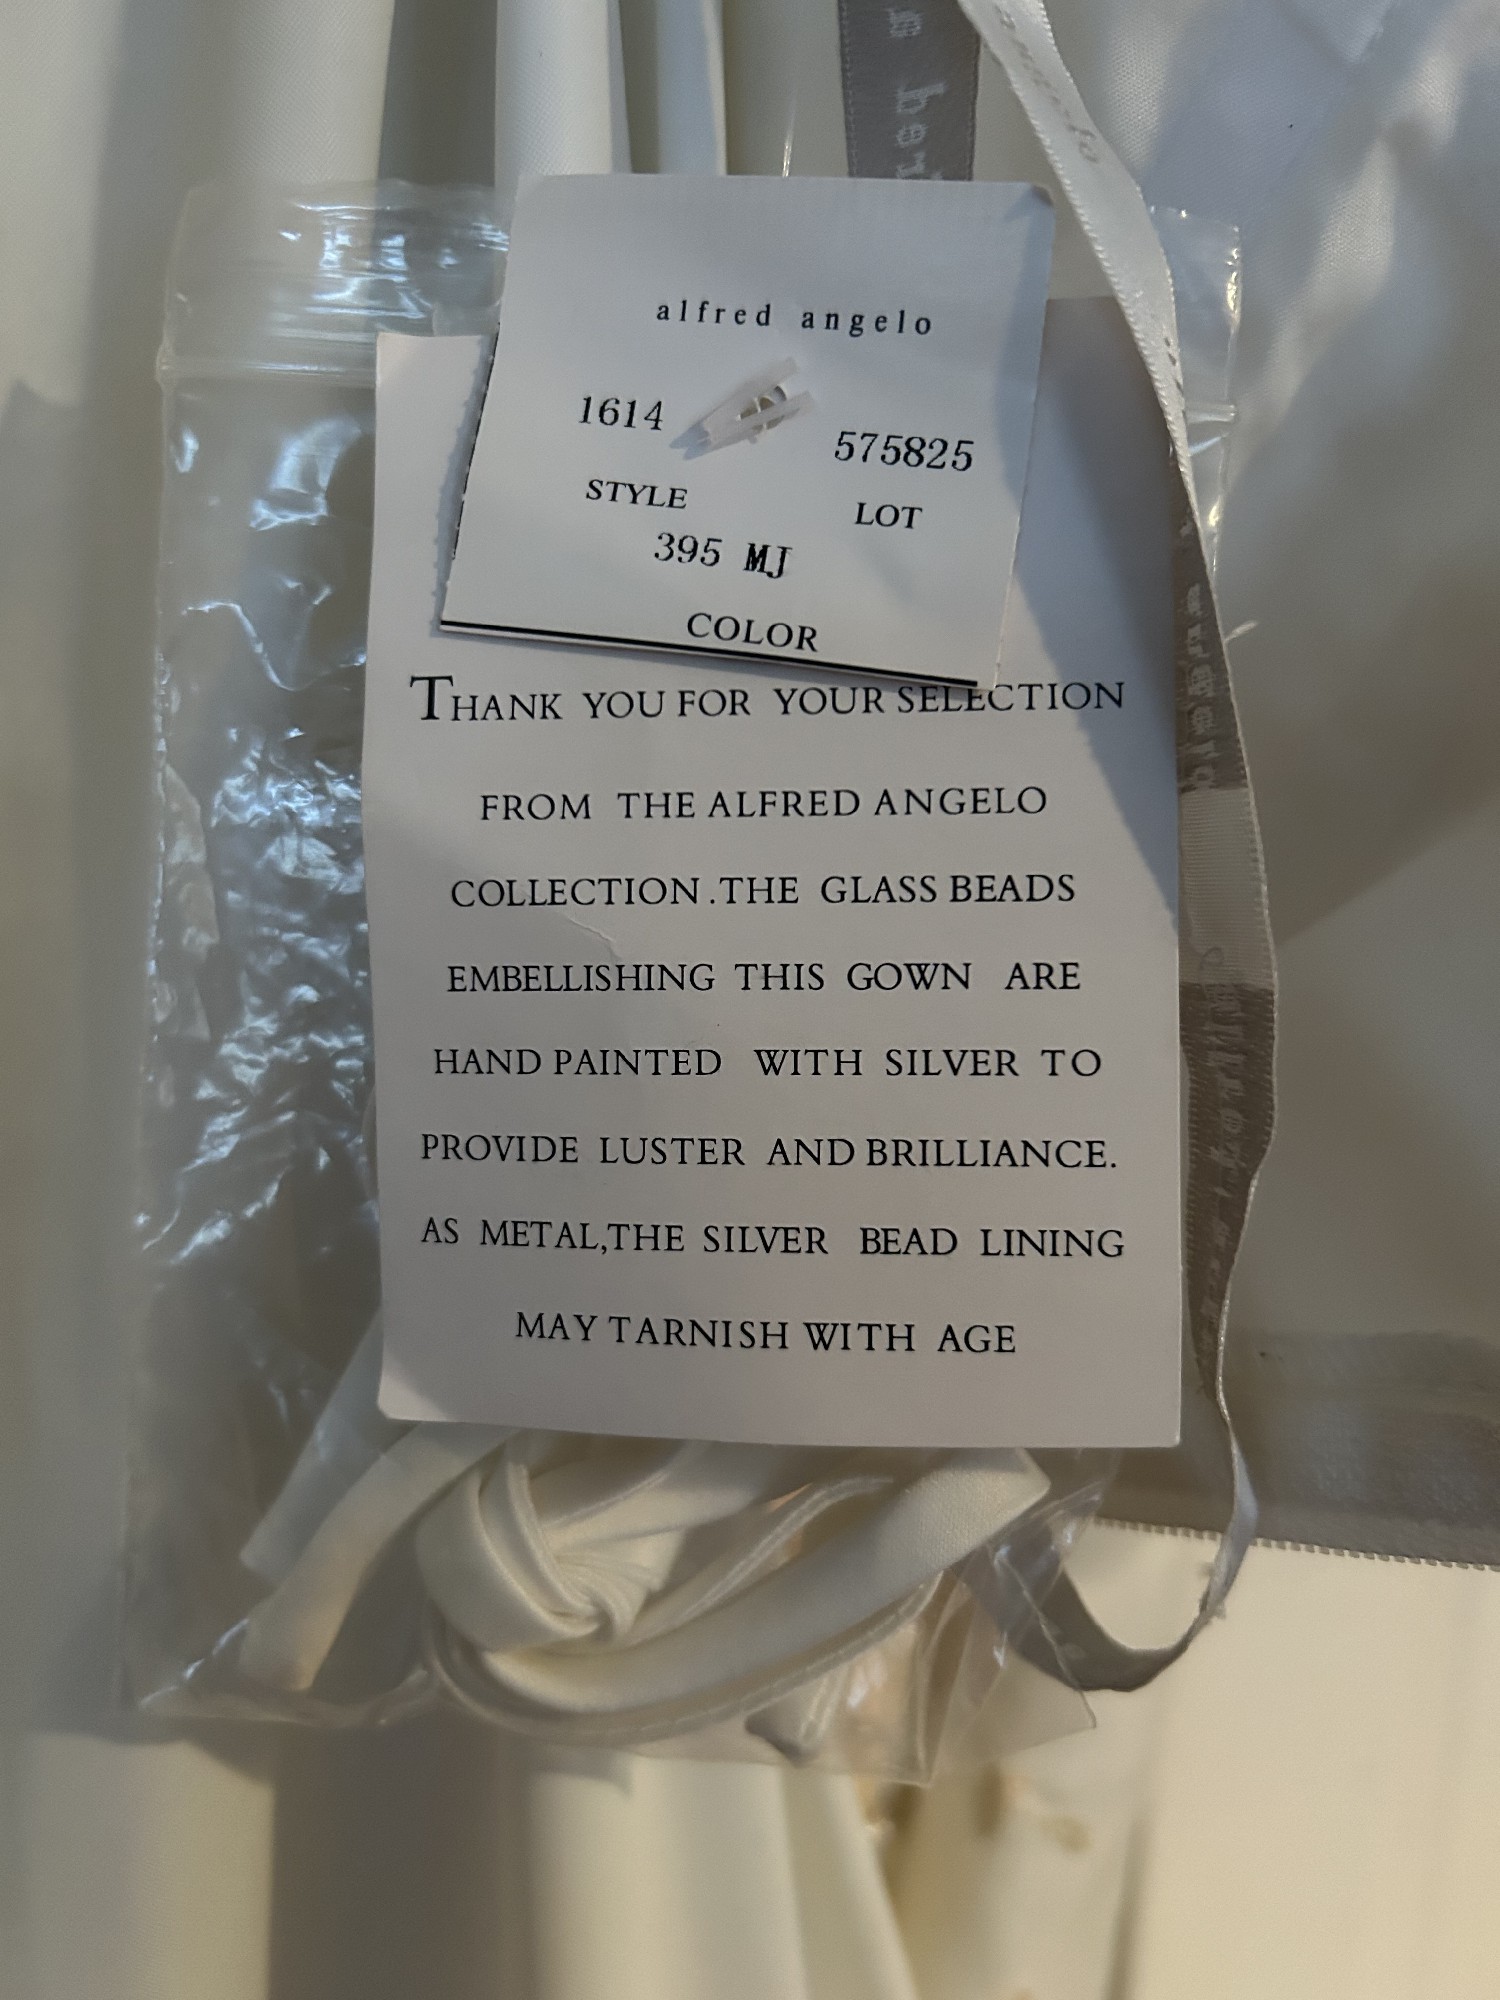 alfred angelo
1614 575825
STYLE LOT
395 MJ
COLOR
THANK YOU FOR YOUR SELECTION
FROM THE ALFRED ANGELO
COLLECTION.THE GLASS BEADS
EMBELLISHING THIS GOWN ARE
HAND PAINTED WITH SILVER TO
PROVIDE LUSTER AND BRILLIANCE.
AS METAL,THE SILVER BEAD LINING
MAY TARNISH WITH AGE